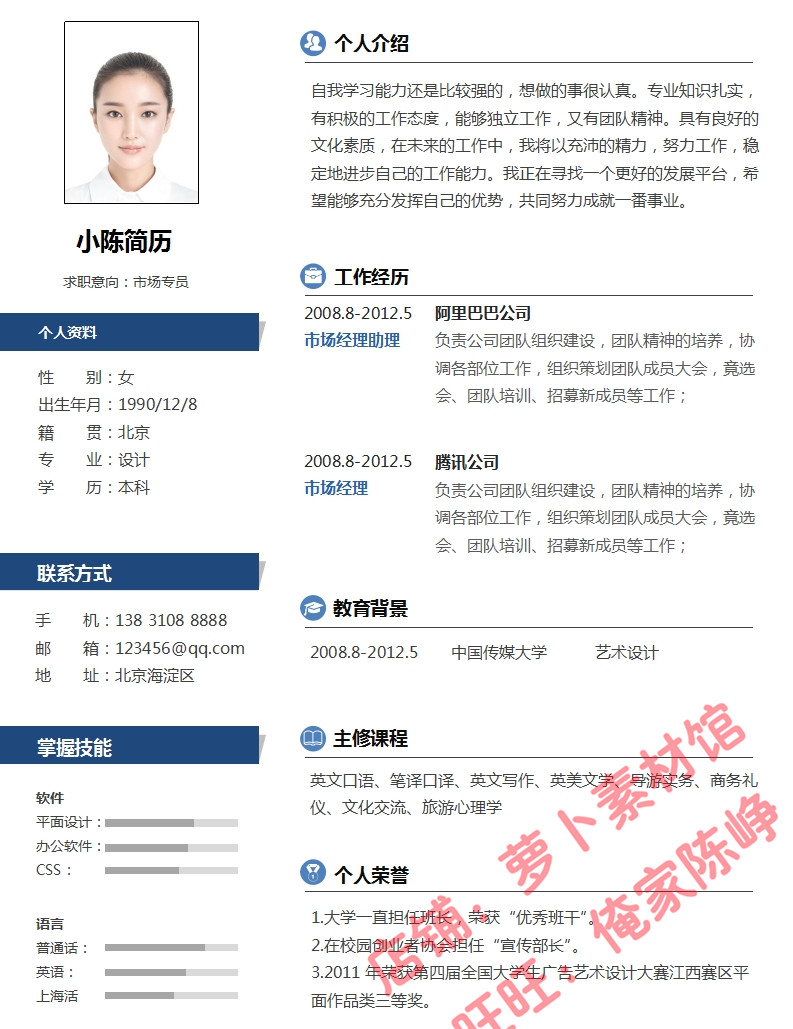 小陈简历
求职意向：市场专员
个人资料
性 别：女
出生年月：1990/12/8
籍 贯：北京
专 业：设计
学 历：本科
联系方式
手 机：138 3108 8888
邮 箱：123456@qq.com
地 址：北京海淀区
掌握技能
软件
平面设计：
办公软件：
CSS：
语言
普通话：
英语：
上海活
个人介绍
自我学习能力还是比较强的，想做的事很认真。专业知识扎实，
有积极的工作态度，能够独立工作，又有团队精神。具有良好的
文化素质，在未来的工作中，我将以充沛的精力，努力工作，稳
定地进步自己的工作能力。我正在寻找一个更好的发展平台，希
望能够充分发挥自己的优势，共同努力成就一番事业。
工作经历
2008.8-2012.5 阿里巴巴公司
市场经理助理 负责公司团队组织建设，团队精神的培养，协
调各部位工作，组织策划团队成员大会，竟选
会、团队培训、招募新成员等工作；
2008.8-2012.5 腾讯公司
市场经理 负责公司团队组织建设，团队精神的培养，协
调各部位工作，组织策划团队成员大会，竟选
会、团队培训、招募新成员等工作；
教育背景
2008.8-2012.5 中国传媒大学 艺术设计
主修课程
英文口语、笔译口译、英文写作、英美文学、导游实务、商务礼
仪、文化交流、旅游心理学
个人荣誉
1.大学一直担任班长，荣获“优秀班干”。
2.在校园创业者协会担任“宣传部长”。
3.2011 年荣获第四届全国大学生广告艺术设计大赛江西赛区平
面作品类三等奖。
店铺：萝卜素材馆
旺旺：俺家陈峥